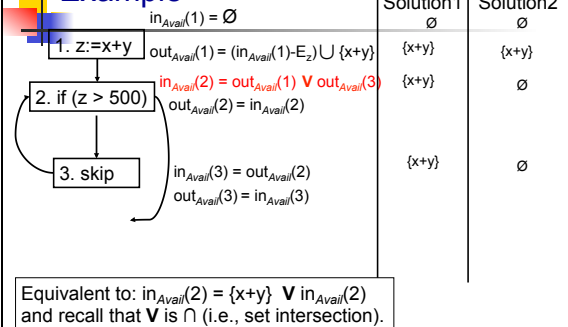 Example
Solution1 Solution2
in_Avail(1) = Ø Ø Ø
1. z:=x+y out_Avail(1) = (in_Avail(1)-E_z)∪ {x+y} {x+y} {x+y}
in_Avail(2) = out_Avail(1) V out_Avail(3) {x+y} Ø
2. if (z > 500) out_Avail(2) = in_Avail(2)
3. skip in_Avail(3) = out_Avail(2) {x+y} Ø
out_Avail(3) = in_Avail(3)
Equivalent to: in_Avail(2) = {x+y} V in_Avail(2)
and recall that V is ∩ (i.e., set intersection).